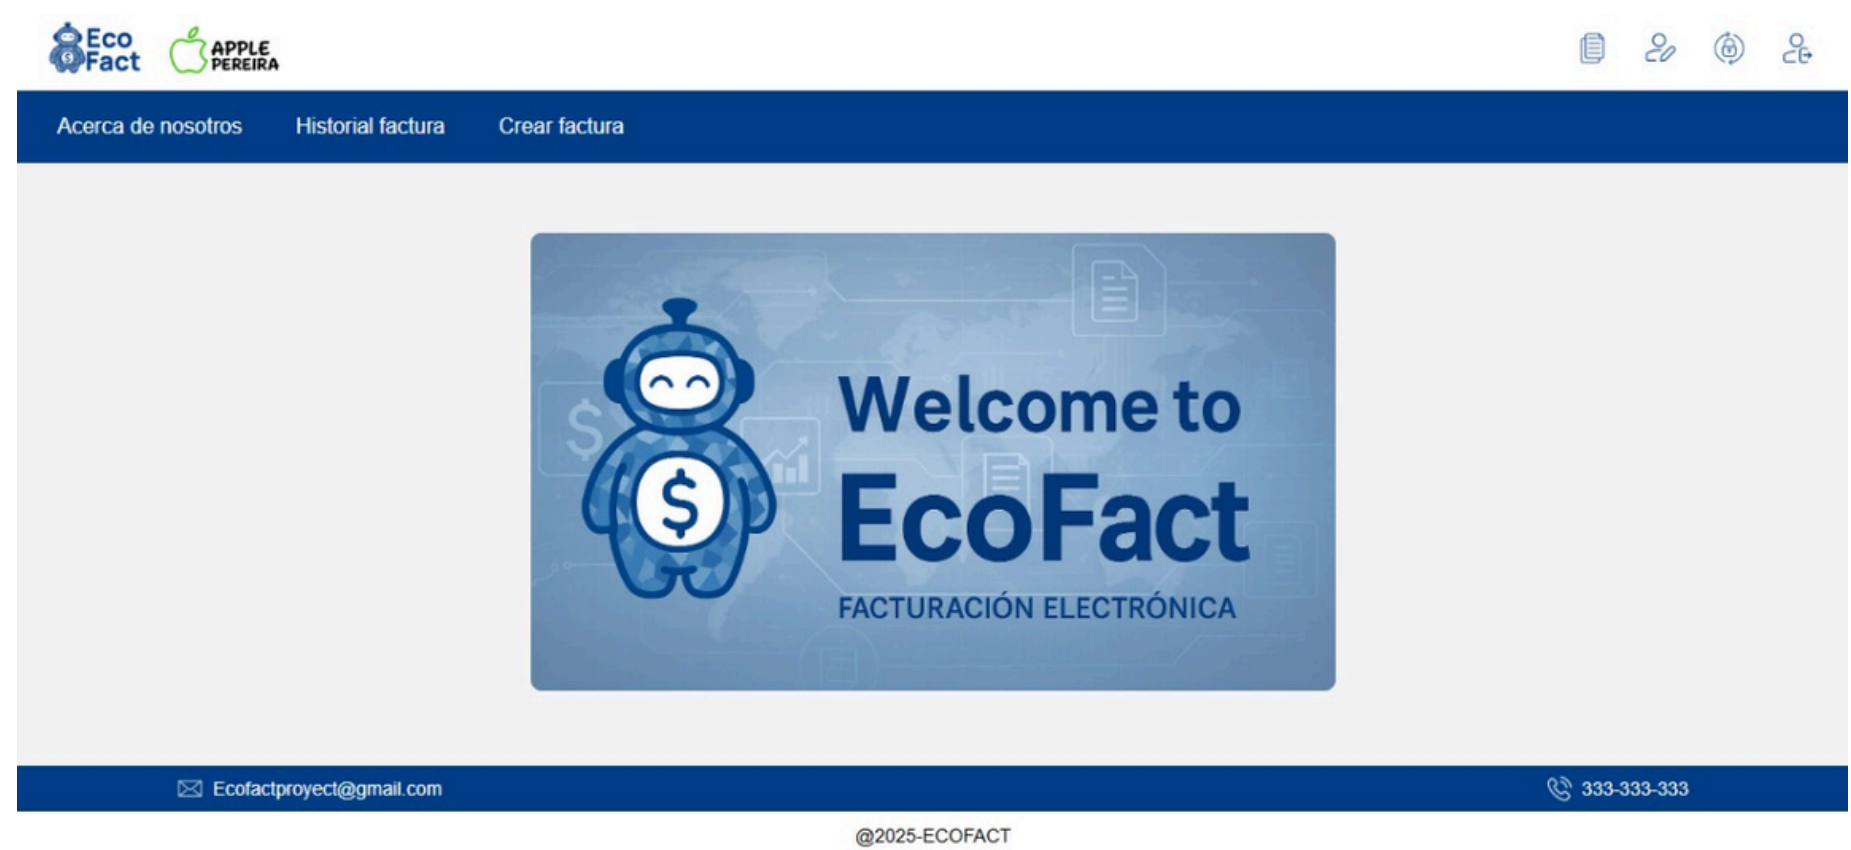 Eco
Fact
APPLE
PEREIRA
Acerca de nosotros Historial factura Crear factura
$
$
Welcome to
EcoFact
FACTURACIÓN ELECTRÓNICA
Ecofactproyect@gmail.com 333-333-333
@2025-ECOFACT